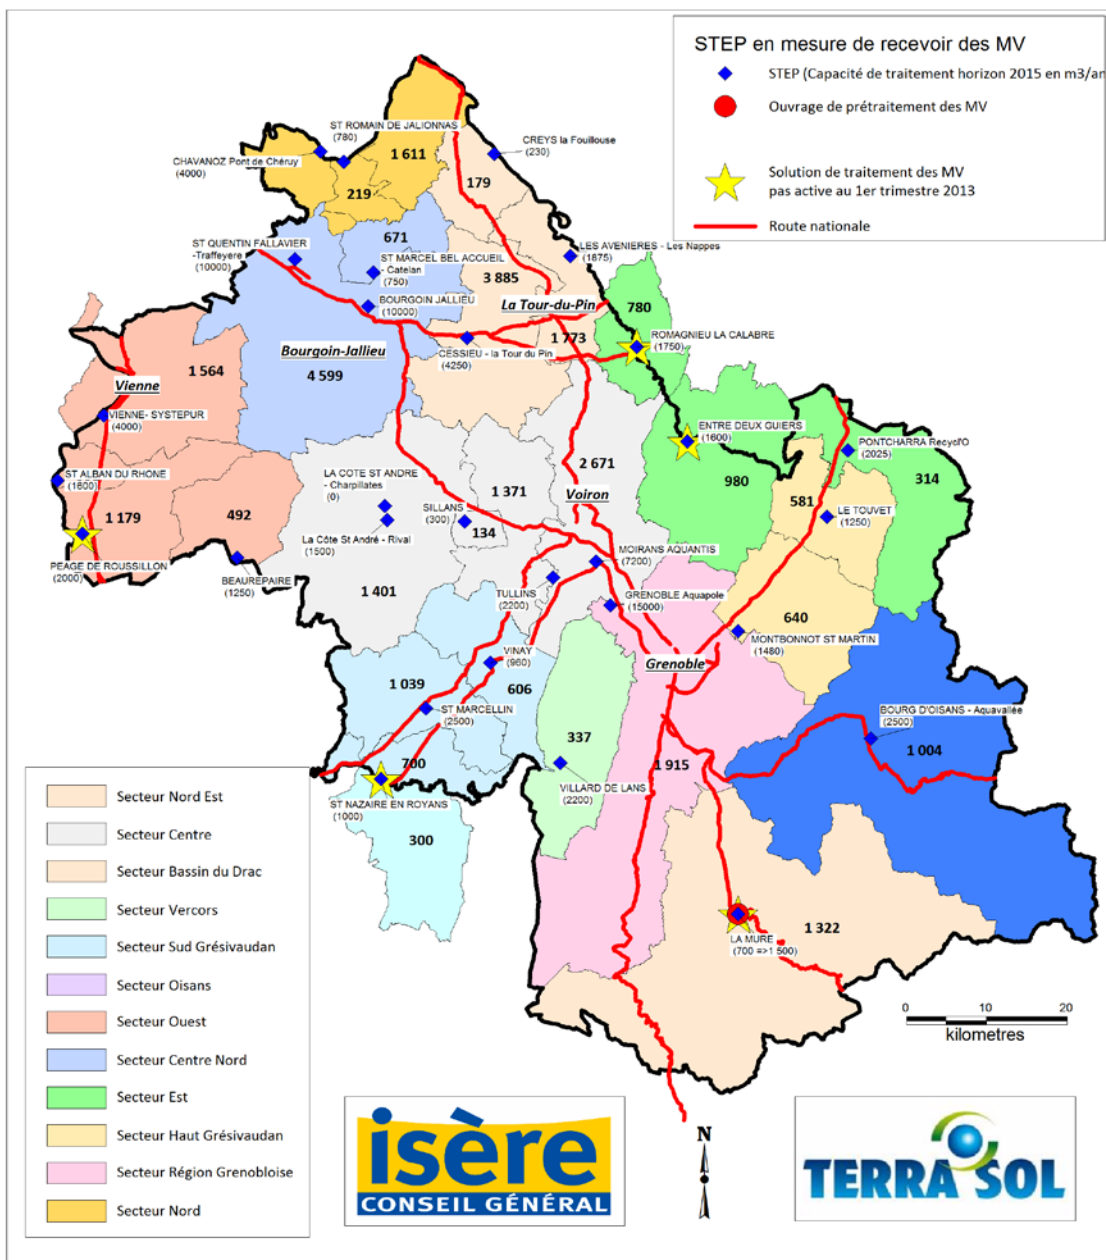 STEP en mesure de recevoir des MV
STEP (Capacité de traitement horizon 2015 en m3/an
Ouvrage de prétraitement des MV
Solution de traitement des MV
pas active au 1er trimestre 2013
Route nationale
ST ROMAIN DE JALIONNAS
(780)
CHAVANOZ Pont de Chéruy
(4000)
1 611
219
CREYS la Fouillouse
(230)
179
ST QUENTIN FALLAVIER
-Traffeyere
(10000)
671
ST MARCEL BEL ACCUEIL
- Catelan
(750)
LES AVENIERES - Les Nappes
(1875)
3 885
BOURGOIN JALLIEU
(10000)
La Tour-du-Pin
780
1 773
ROMAGNIEU LA CALABRE
(1750)
Bourgoin-Jallieu
4 599
CESSIEU - la Tour du Pin
(4250)
1 564
Vienne
VIENNE- SYSTEPUR
(4000)
ENTRE DEUX GUIERS
(1600)
PONTCHARRA Recycl'O
(2025)
ST ALBAN DU RHONE
(1600)
LA COTE ST ANDRE
- Charpillates
(0)
2 671
1 371
Voiron
980
581
314
SILLANS
(300)
134
LE TOUVET
(1250)
1 179
492
La Côte St André - Rival
(1500)
PEAGE DE ROUSSILLON
(2000)
BEAUREPAIRE
(1250)
MOIRANS AQUANTIS
(7200)
1 401
TULLINS
(2200)
GRENOBLE Aquapole
(15000)
640
MONTBONNOT ST MARTIN
(1480)
VINAY
(960)
Grenoble
1 039
606
ST MARCELLIN
(2500)
BOURG D'OISANS - Aquavallée
(2500)
337
1 004
700
1 915
ST NAZAIRE EN ROYANS
(1000)
VILLARD DE LANS
(2200)
300
1 322
LA MURE
(700 =>1 500)
Secteur Nord Est
Secteur Centre
Secteur Bassin du Drac
Secteur Vercors
Secteur Sud Grésivaudan
Secteur Oisans
Secteur Ouest
Secteur Centre Nord
Secteur Est
Secteur Haut Grésivaudan
Secteur Région Grenobloise
Secteur Nord
0 10 20
kilometres
N
isère
CONSEIL GÉNÉRAL
TERRA SOL